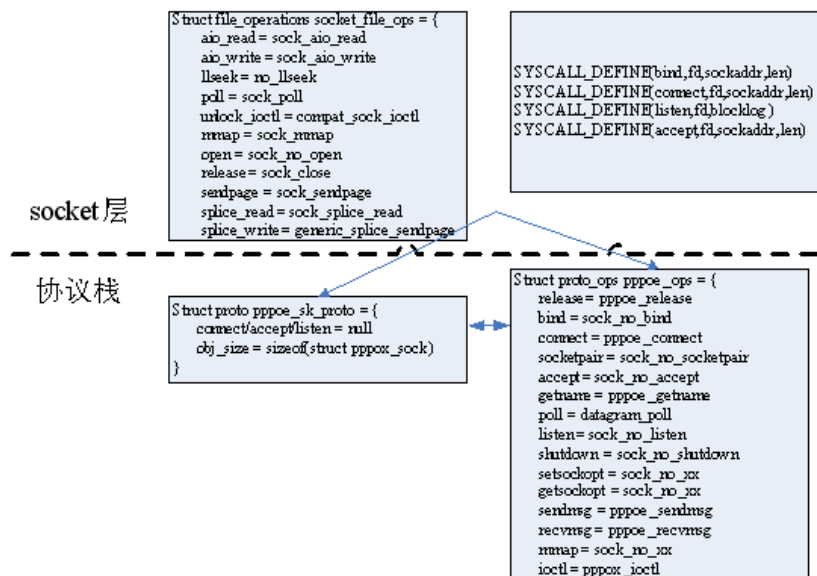 Struct file_operations socket_file_ops = {
aio_read = sock_aio_read
aio_write = sock_aio_write
llseek = no_llseek
poll = sock_poll
unlock_ioctl = compat_sock_ioctl
mmap = sock_mmap
open = sock_no_open
release = sock_close
sendpage = sock_sendpage
splice_read = sock_splice_read
splice_write = generic_splice_sendpage
SYSCALL_DEFINE(bind,fd,sockaddr,len)
SYSCALL_DEFINE(connect,fd,sockaddr,len)
SYSCALL_DEFINE(listen,fd,blocklog)
SYSCALL_DEFINE(accept,fd,sockaddr,len)
socket层
协议栈
Struct proto pppoe_sk_proto = {
connect/accept/listen = null
obj_size = sizeof(struct pppox_sock)
}
Struct proto_ops pppoe_ops = {
release = pppoe_release
bind = sock_no_bind
connect = pppoe_connect
socketpair = sock_no_socketpair
accept = sock_no_accept
getname = pppoe_getname
poll = datagram_poll
listen = sock_no_listen
shutdown = sock_no_shutdown
setsockopt = sock_no_xx
getsockopt = sock_no_xx
sendmsg = pppoe_sendmsg
recvmsg = pppoe_recvmsg
mmap = sock_no_xx
ioctl = pppox_ioctl